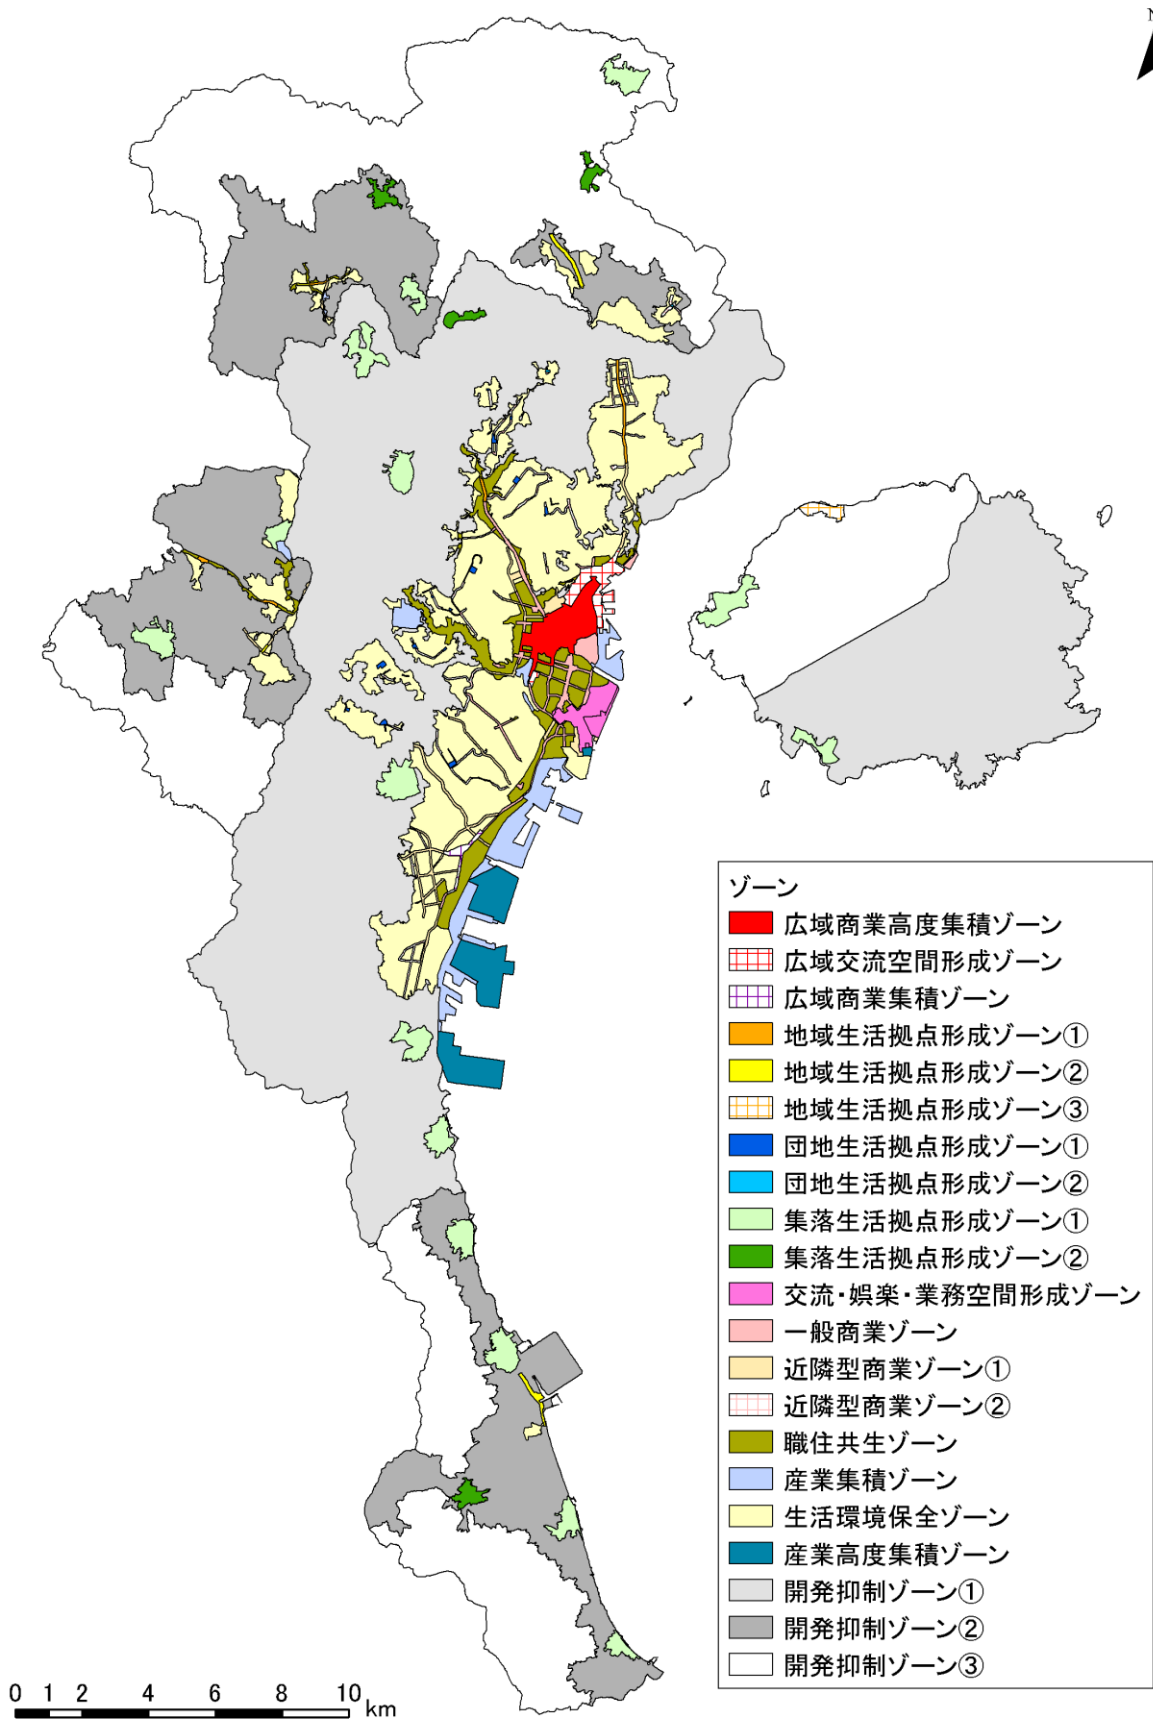 N
ゾーン
広域商業高度集積ゾーン
広域交流空間形成ゾーン
広域商業集積ゾーン
地域生活拠点形成ゾーン①
地域生活拠点形成ゾーン②
地域生活拠点形成ゾーン③
団地生活拠点形成ゾーン①
団地生活拠点形成ゾーン②
集落生活拠点形成ゾーン①
集落生活拠点形成ゾーン②
交流・娯楽・業務空間形成ゾーン
一般商業ゾーン
近隣型商業ゾーン①
近隣型商業ゾーン②
職住共生ゾーン
産業集積ゾーン
生活環境保全ゾーン
産業高度集積ゾーン
開発抑制ゾーン①
開発抑制ゾーン②
開発抑制ゾーン③
0 1 2 4 6 8 10 km